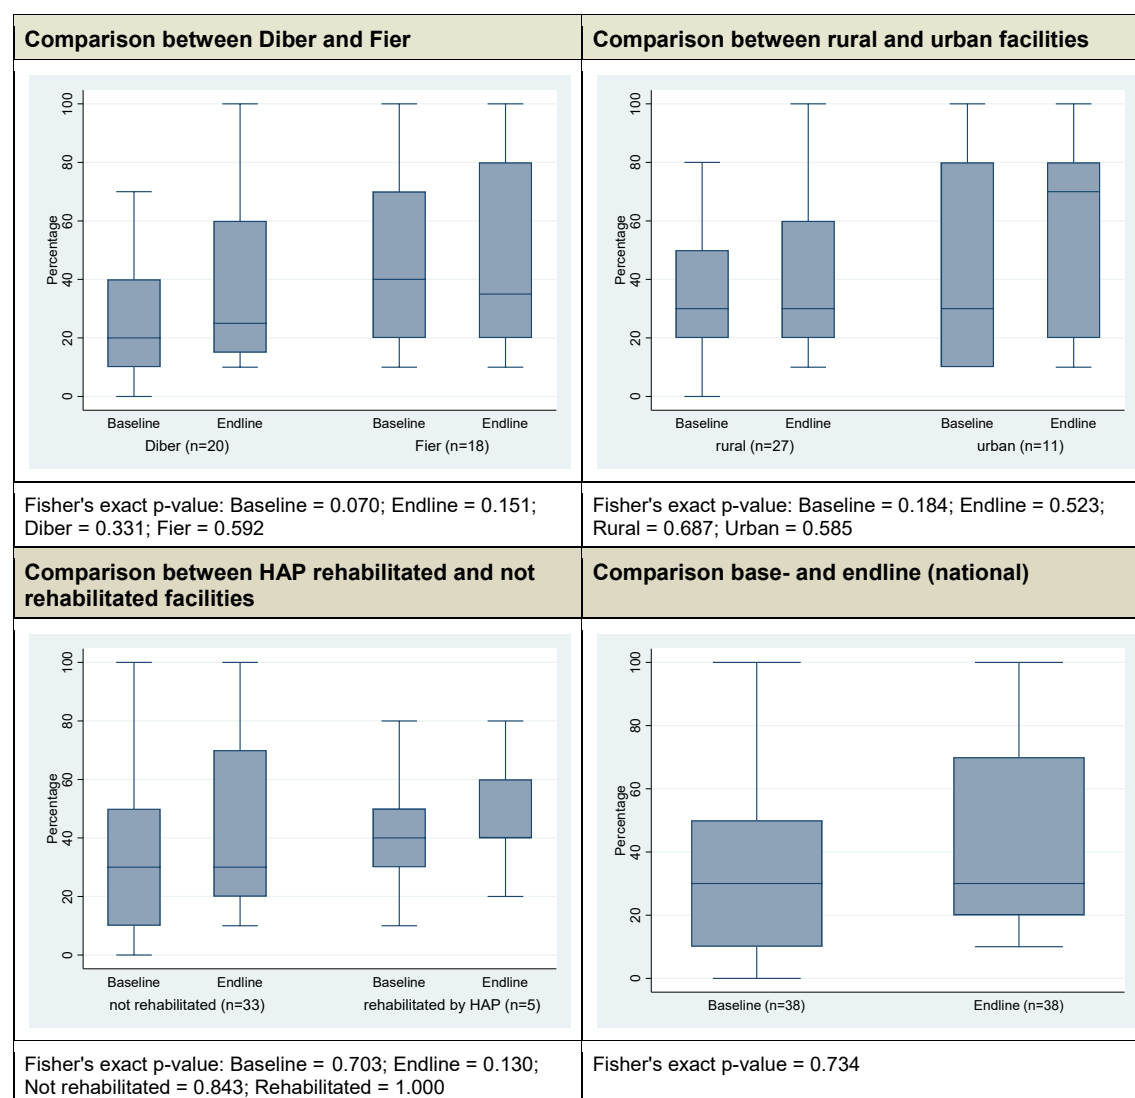 Comparison between Diber and Fier
Comparison between rural and urban facilities
Percentage
100
80
60
40
20
0
Baseline
Endline
Baseline
Endline
Diber (n=20)
Fier (n=18)
Percentage
100
80
60
40
20
0
Baseline
Endline
Baseline
Endline
rural (n=27)
urban (n=11)
Fisher's exact p-value: Baseline = 0.070; Endline = 0.151;
Diber = 0.331; Fier = 0.592
Fisher's exact p-value: Baseline = 0.184; Endline = 0.523;
Rural = 0.687; Urban = 0.585
Comparison between HAP rehabilitated and not
rehabilitated facilities
Comparison base- and endline (national)
Percentage
100
80
60
40
20
0
Baseline
Endline
Baseline
Endline
not rehabilitated (n=33)
rehabilitated by HAP (n=5)
Percentage
100
80
60
40
20
0
Baseline (n=38)
Endline (n=38)
Fisher's exact p-value: Baseline = 0.703; Endline = 0.130;
Not rehabilitated = 0.843; Rehabilitated = 1.000
Fisher's exact p-value = 0.734